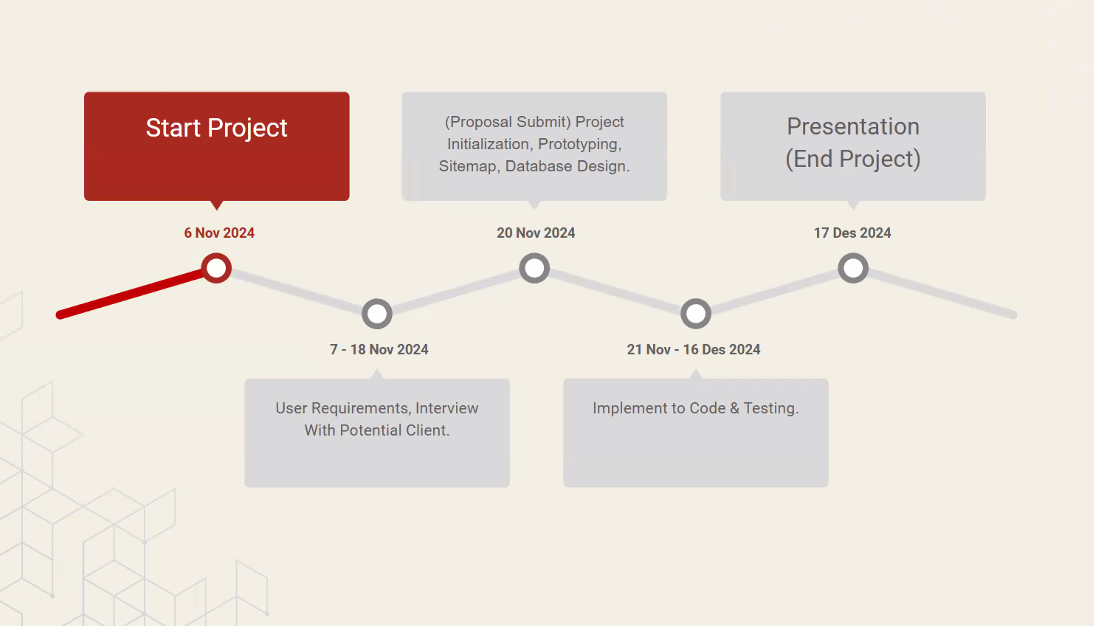 Start Project
6 Nov 2024
7 - 18 Nov 2024
User Requirements, Interview
With Potential Client.
(Proposal Submit) Project
Initialization, Prototyping,
Sitemap, Database Design.
20 Nov 2024
21 Nov - 16 Des 2024
Implement to Code & Testing.
Presentation
(End Project)
17 Des 2024